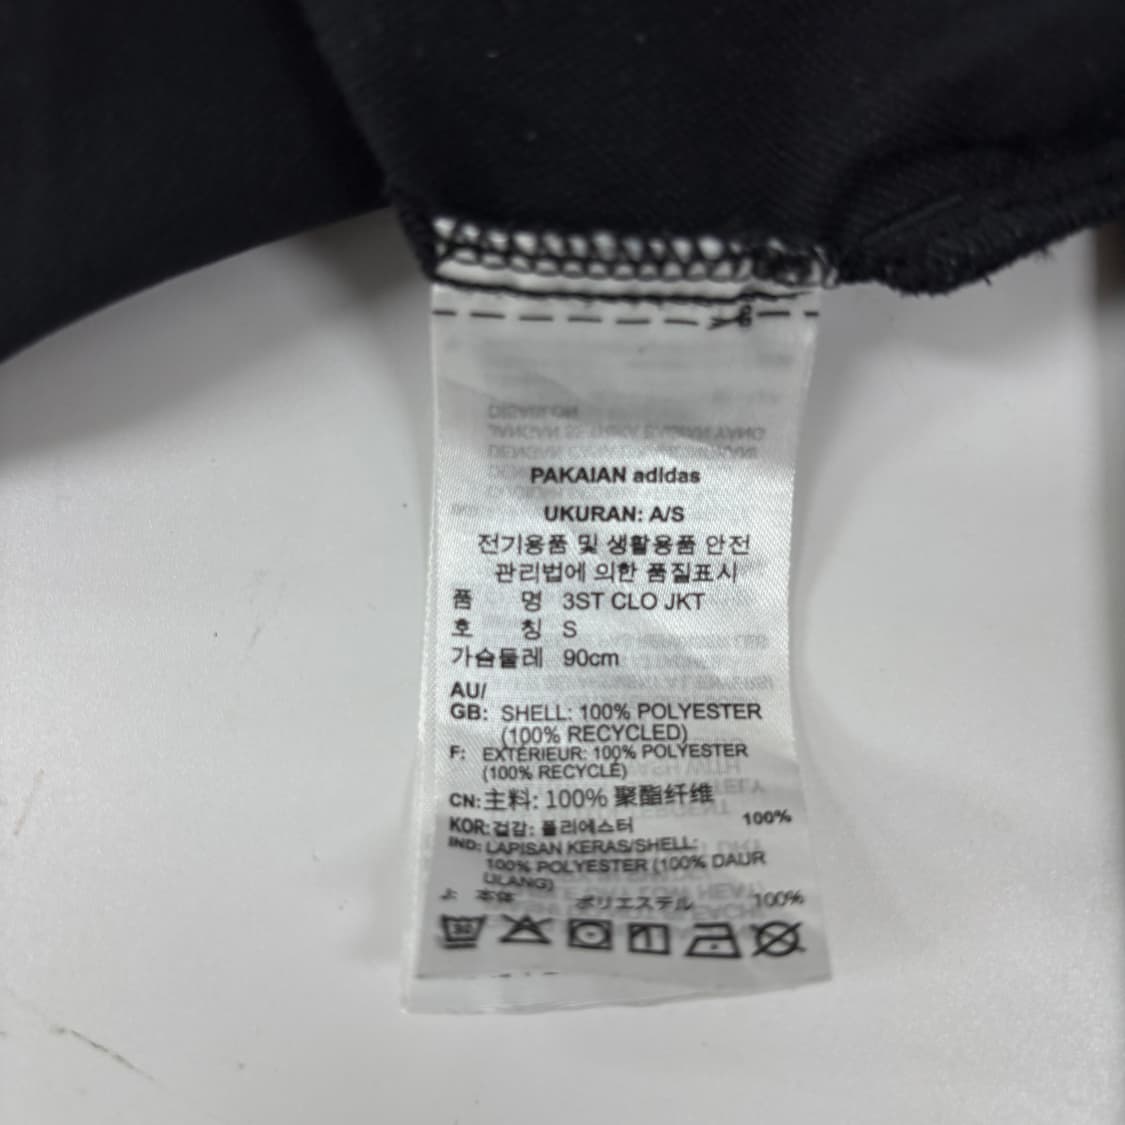 PAKAIAN adidas
UKURAN: A/S
전기용품 및 생활용품 안전
관리법에 의한 품질표시
품 명 3ST CLO JKT
호 칭 S
가슴둘레 90cm
AU/
GB: SHELL: 100% POLYESTER
(100% RECYCLED)
F: EXTÉRIEUR: 100% POLYESTER
(100% RECYCLÉ)
CN: 主料: 100% 聚酯纤维
KOR: 겉감: 폴리에스터 100%
IND: LAPISAN KERAS/SHELL:
100% POLYESTER (100% DAUR
ULANG)
J: 本体 ポリエステル 100%
30